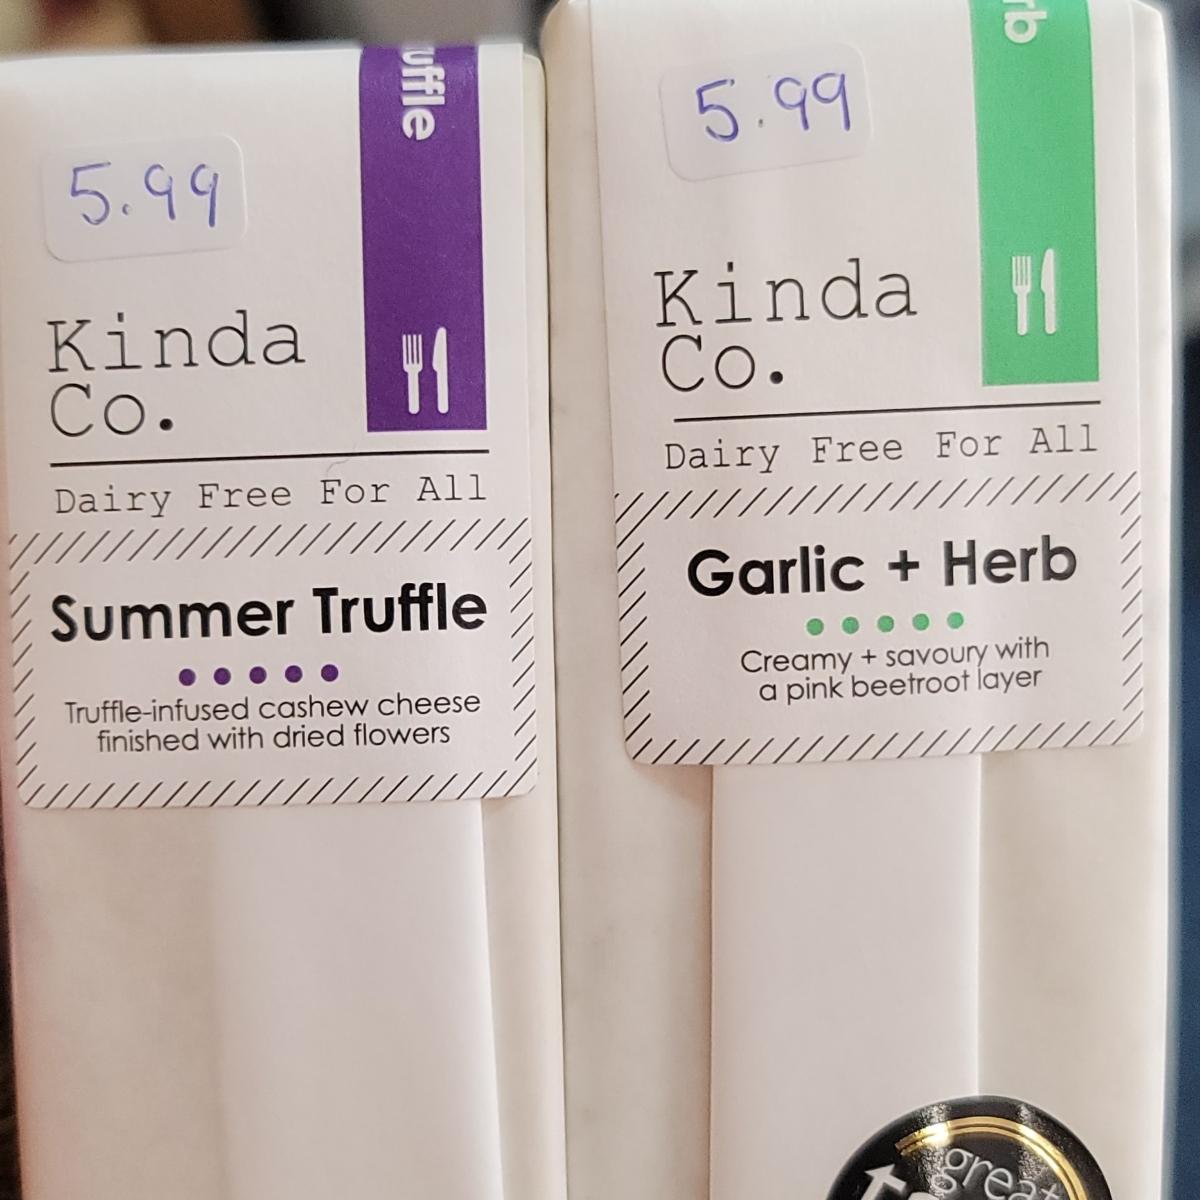 uffle
5.99
Kinda
Co.
Dairy Free For All
Summer Truffle
Truffle-infused cashew cheese
finished with dried flowers
rb
5.99
Kinda
Co.
Dairy Free For All
Garlic + Herb
Creamy + savoury with
a pink beetroot layer
great